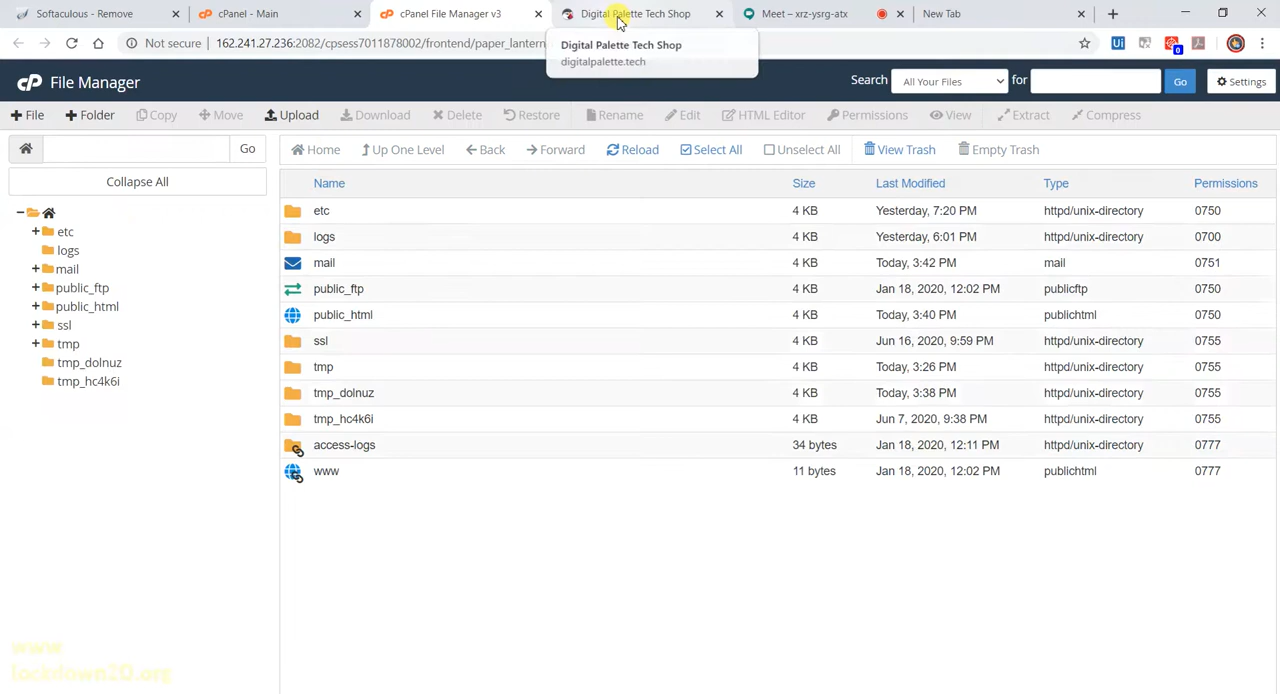 Softaculous - Remove
cPanel - Main
cPanel File Manager v3
Digital Palette Tech Shop
Meet – xrz-ysrg-atx
New Tab
Not secure | 162.241.27.236:2082/cpsess7011878002/frontend/paper_lantern
Digital Palette Tech Shop
digitalpalette.tech
cP File Manager
Search All Your Files for Go Settings
File Folder Copy Move Upload Download Delete Restore Rename Edit HTML Editor Permissions View Extract Compress
Go Home Up One Level Back Forward Reload Select All Unselect All View Trash Empty Trash
Collapse All
etc
logs
mail
public_ftp
public_html
ssl
tmp
tmp_dolnuz
tmp_hc4k6i
Name Size Last Modified Type Permissions
etc 4 KB Yesterday, 7:20 PM httpd/unix-directory 0750
logs 4 KB Yesterday, 6:01 PM httpd/unix-directory 0700
mail 4 KB Today, 3:42 PM mail 0751
public_ftp 4 KB Jan 18, 2020, 12:02 PM publicftp 0750
public_html 4 KB Today, 3:40 PM publichtml 0750
ssl 4 KB Jun 16, 2020, 9:59 PM httpd/unix-directory 0755
tmp 4 KB Today, 3:26 PM httpd/unix-directory 0755
tmp_dolnuz 4 KB Today, 3:38 PM httpd/unix-directory 0755
tmp_hc4k6i 4 KB Jun 7, 2020, 9:38 PM httpd/unix-directory 0755
access-logs 34 bytes Jan 18, 2020, 12:11 PM httpd/unix-directory 0777
www 11 bytes Jan 18, 2020, 12:02 PM publichtml 0777
www
lockdown20.org